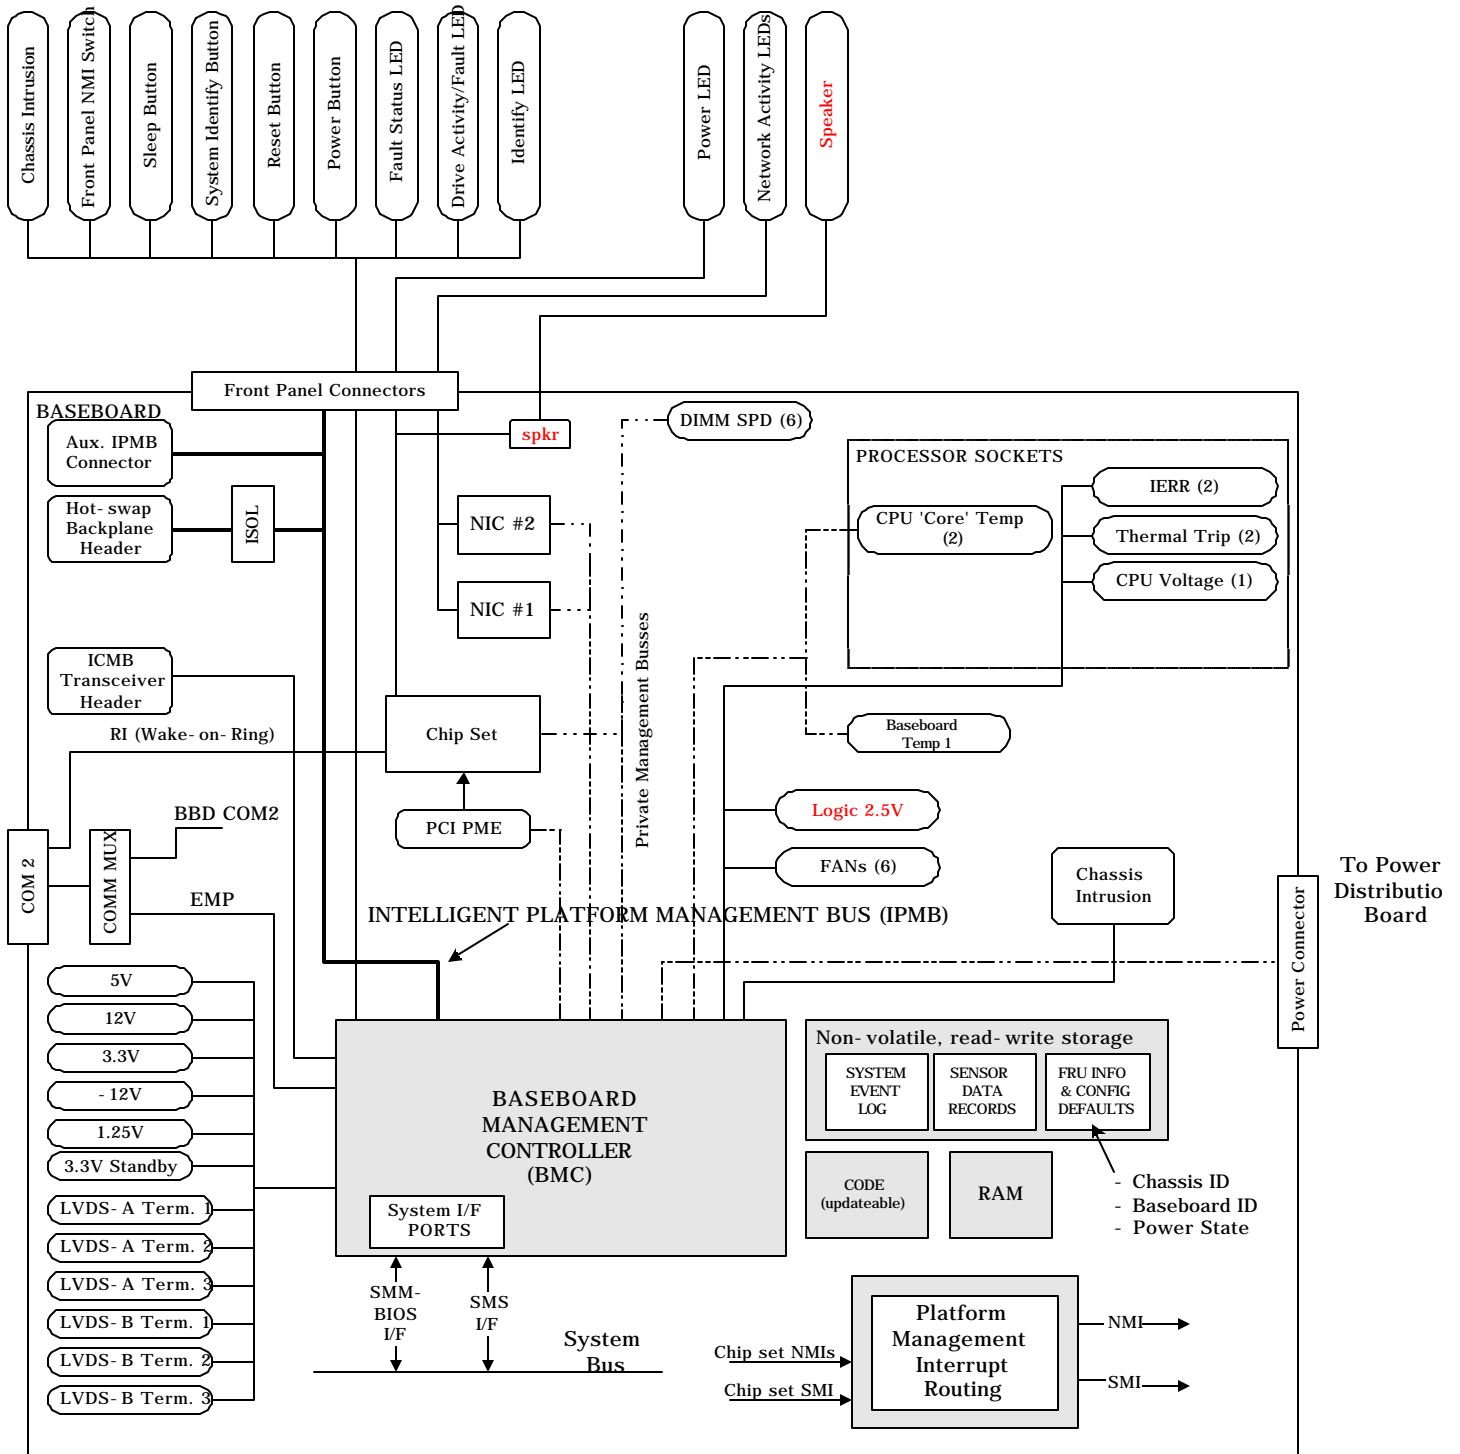 Chassis Intrusion
Front Panel NMI Switch
Sleep Button
System Identify Button
Reset Button
Power Button
Fault Status LED
Drive Activity/Fault LED
Identify LED
Power LED
Network Activity LEDs
Speaker
Front Panel Connectors
BASEBOARD
Aux. IPMB
Connector
Hot- swap
Backplane
Header
ISOL
spkr
DIMM SPD (6)
NIC #2
NIC #1
PROCESSOR SOCKETS
CPU 'Core' Temp
(2)
IERR (2)
Thermal Trip (2)
CPU Voltage (1)
ICMB
Transceiver
Header
RI (Wake- on- Ring)
Chip Set
Private Management Busses
Baseboard
Temp 1
PCI PME
Logic 2.5V
FANs (6)
BBD COM2
COM 2
COMM MUX
EMP
INTELLIGENT PLATFORM MANAGEMENT BUS (IPMB)
Chassis
Intrusion
Power Connector
To Power
Distributio
Board
5V
12V
3.3V
- 12V
1.25V
3.3V Standby
LVDS- A Term. 1
LVDS- A Term. 2
LVDS- A Term. 3
LVDS- B Term. 1
LVDS- B Term. 2
LVDS- B Term. 3
BASEBOARD
MANAGEMENT
CONTROLLER
(BMC)
System I/F
PORTS
SMM-
BIOS
I/F
SMS
I/F
System
Bus
Non- volatile, read- write storage
SYSTEM
EVENT
LOG
SENSOR
DATA
RECORDS
FRU INFO
& CONFIG
DEFAULTS
CODE
(updateable)
RAM
- Chassis ID
- Baseboard ID
- Power State
Chip set NMIs
Chip set SMI
Platform
Management
Interrupt
Routing
NMI
SMI